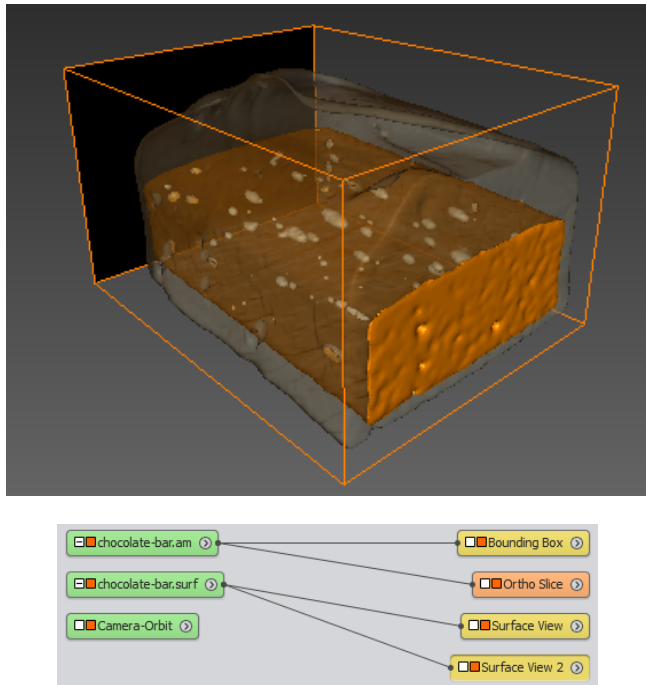 chocolate-bar.am
Bounding Box
chocolate-bar.surf
Ortho Slice
Camera-Orbit
Surface View
Surface View 2